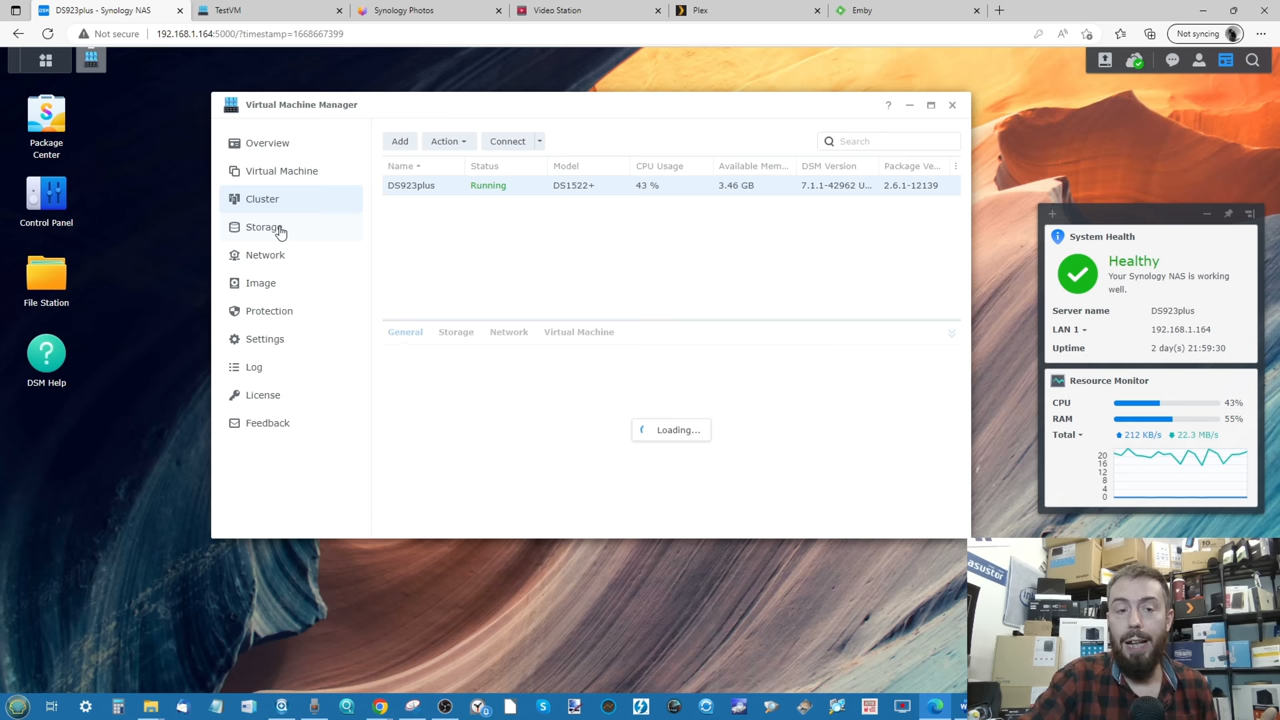 DS923plus - Synology NAS
TestVM
Synology Photos
Video Station
Plex
Emby
Not secure
192.168.1.164:5000/?timestamp=1668667399
Not syncing
Package Center
Control Panel
File Station
DSM Help
Virtual Machine Manager
Overview
Virtual Machine
Cluster
Storage
Network
Image
Protection
Settings
Log
License
Feedback
Add
Action
Connect
Search
Name
Status
Model
CPU Usage
Available Mem...
DSM Version
Package Ve...
DS923plus
Running
DS1522+
43 %
3.46 GB
7.1.1-42962 U...
2.6.1-12139
General
Storage
Network
Virtual Machine
Loading...
System Health
Healthy
Your Synology NAS is working
well.
Server name
DS923plus
LAN 1
192.168.1.164
Uptime
2 day(s) 21:59:30
Resource Monitor
CPU
43%
RAM
55%
Total
212 KB/s
22.3 MB/s
20
16
12
8
4
0
asustor